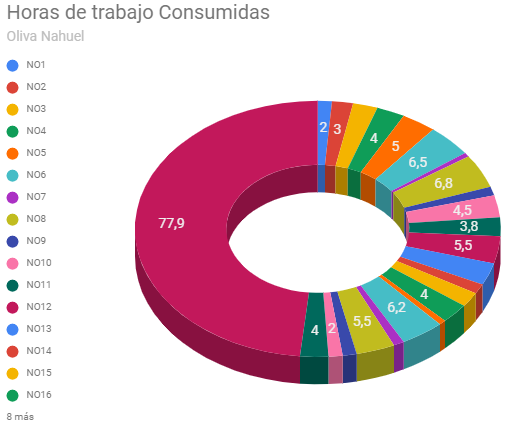 Horas de trabajo Consumidas
Oliva Nahuel
NO1
NO2
NO3
NO4
NO5
NO6
NO7
NO8
NO9
NO10
NO11
NO12
NO13
NO14
NO15
NO16
8 más
2
3
4
5
6,5
6,8
4,5
3,8
5,5
4
6,2
5,5
2
4
77,9